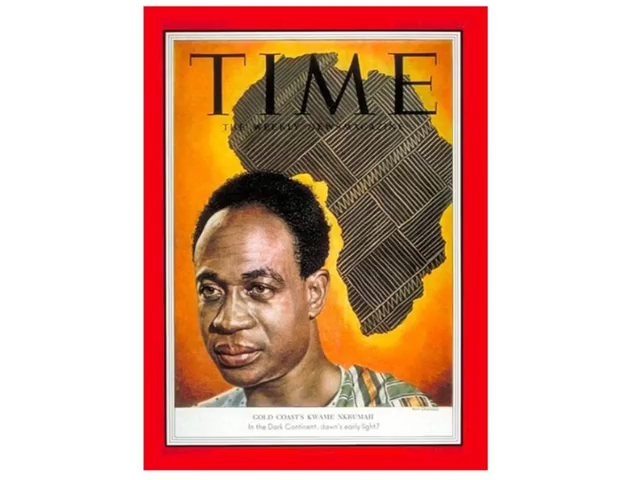 TIME
THE WEEKLY NEWSMAGAZINE
GOLD COAST'S KWAME NKRUMAH
In the Dark Continent, dawn's early light?